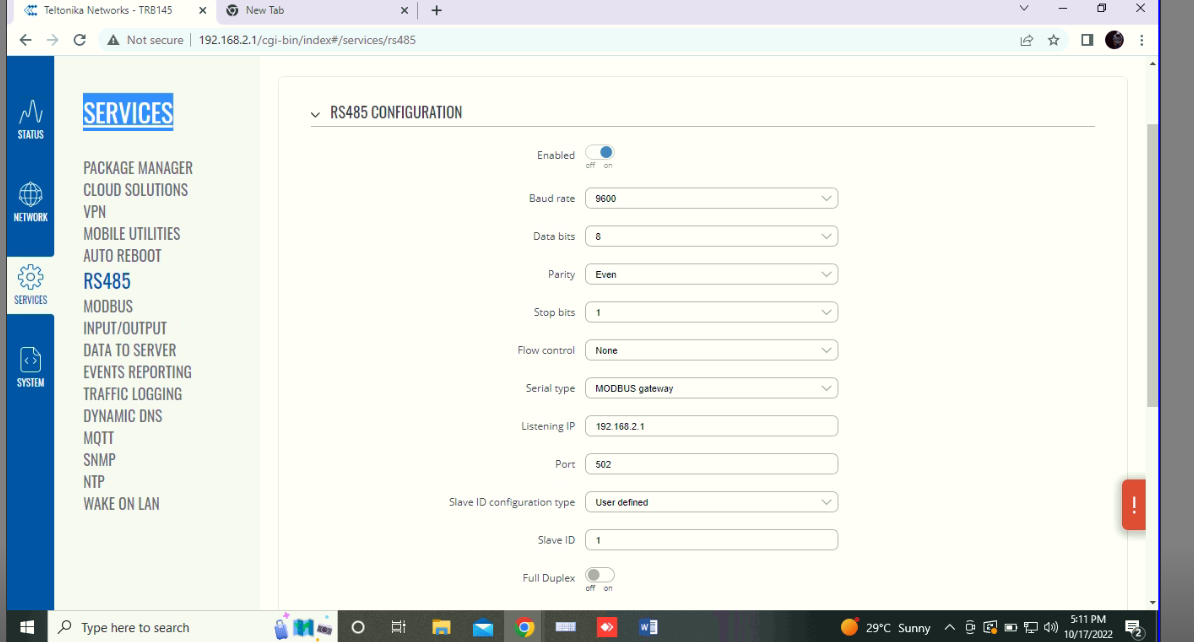 Teltonika Networks - TRB145
New Tab
Not secure
192.168.2.1/cgi-bin/index#/services/rs485
STATUS
NETWORK
SERVICES
SYSTEM
SERVICES
PACKAGE MANAGER
CLOUD SOLUTIONS
VPN
MOBILE UTILITIES
AUTO REBOOT
RS485
MODBUS
INPUT/OUTPUT
DATA TO SERVER
EVENTS REPORTING
TRAFFIC LOGGING
DYNAMIC DNS
MQTT
SNMP
NTP
WAKE ON LAN
RS485 CONFIGURATION
Enabled
off on
Baud rate 9600
Data bits 8
Parity Even
Stop bits 1
Flow control None
Serial type MODBUS gateway
Listening IP 192.168.2.1
Port 502
Slave ID configuration type User defined
Slave ID 1
Full Duplex
off on
!
Type here to search
29°C Sunny
5:11 PM
10/17/2022
2